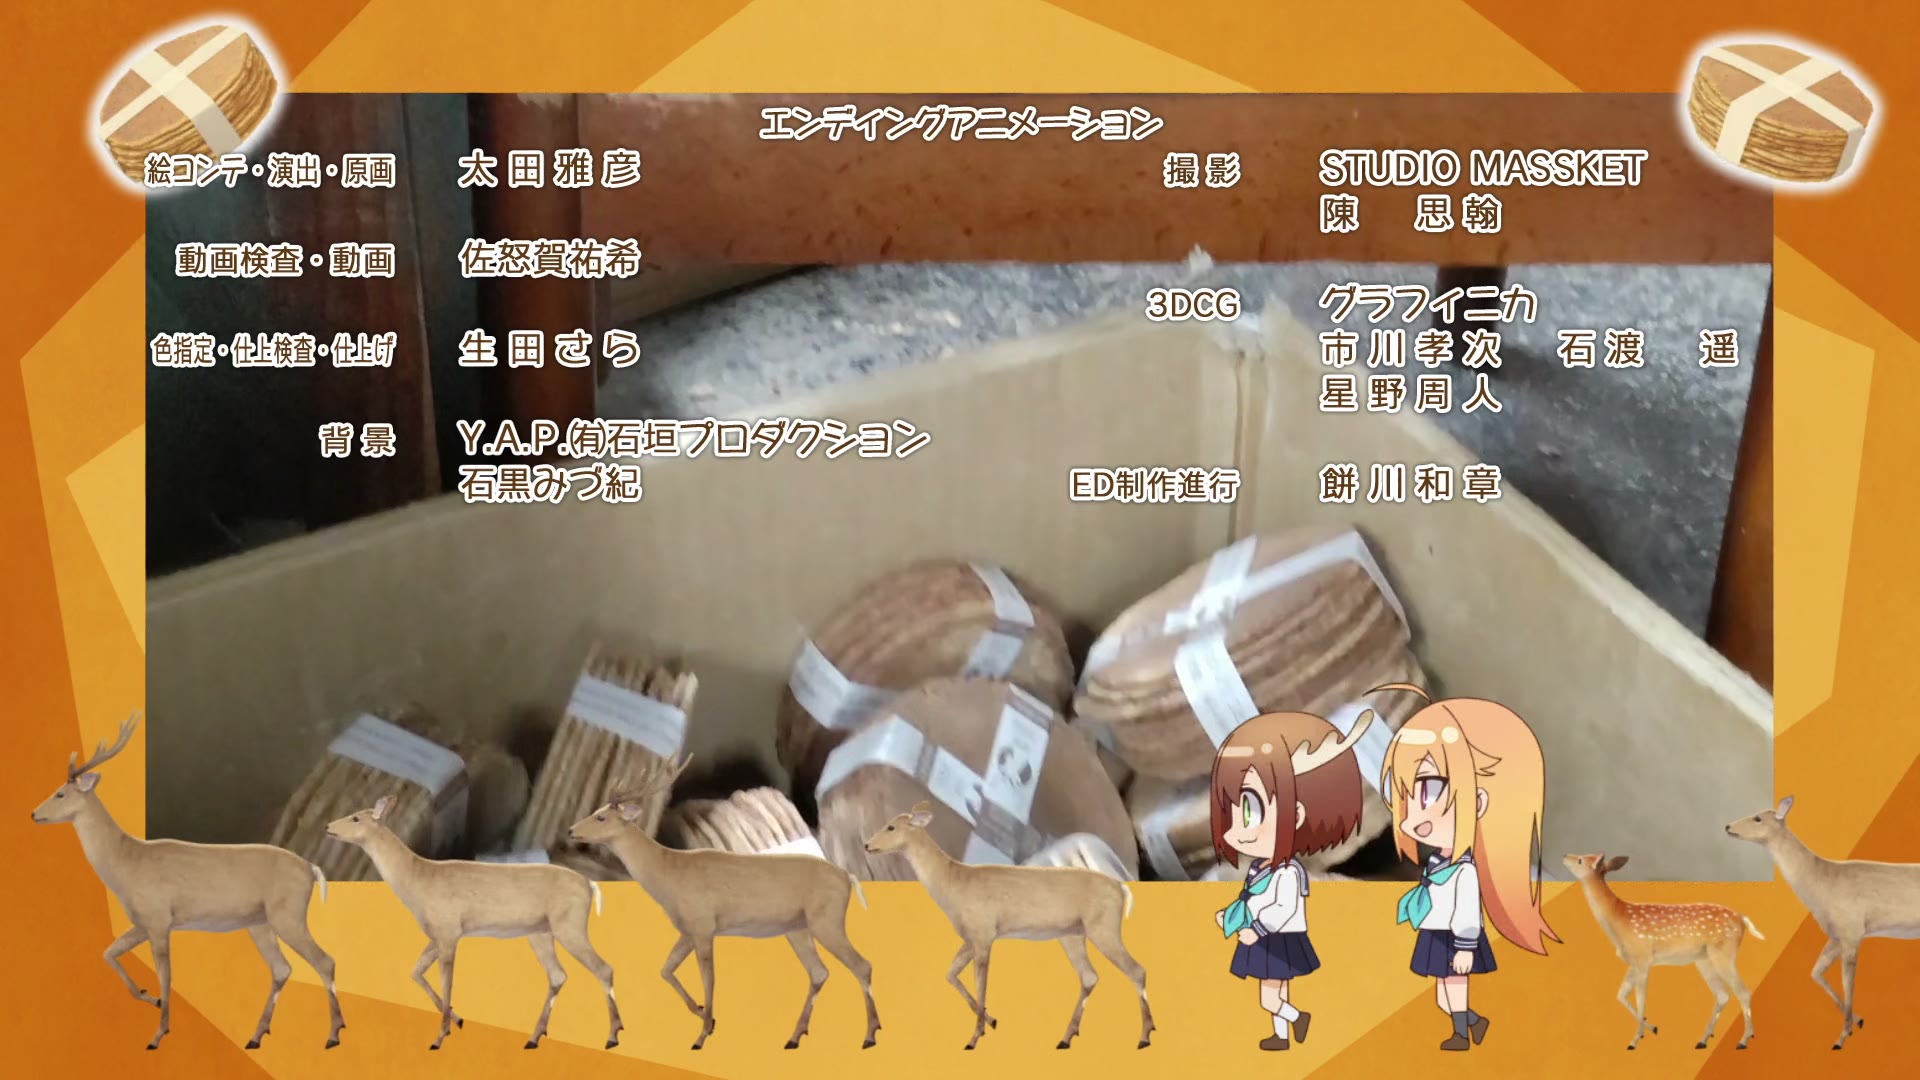 エンディングアニメーション
絵コンテ・演出・原画 太田雅彦
動画検査・動画 佐怒賀祐希
色指定・仕上検査・仕上げ 生田さら
背景 Y.A.P.㈲石垣プロダクション
石黒みづ紀
撮影 STUDIO MASSKET
陳 思翰
3DCG グラフィニカ
市川孝次 石渡 遥
星野周人
ED制作進行 餅川和章